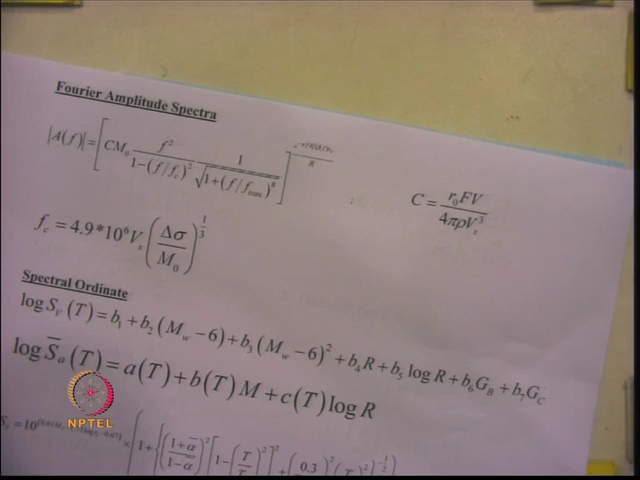 Fourier Amplitude Spectra
|A(f)| = [ CM₀ f² / (1 − (f/f_c)²) 1 / √(1 + (f/f_max)⁸) ] / R
C = r₀FV / 4πρV_s³
f_c = 4.9*10⁶ V_s (Δσ / M₀)^(1/3)
Spectral Ordinate
log S_V (T) = b₁ + b₂ (M_w − 6) + b₃ (M_w − 6)² + b₄R + b₅ log R + b₆G_B + b₇G_C
log S̅_a (T) = a(T) + b(T) M + c(T) log R
NPTEL